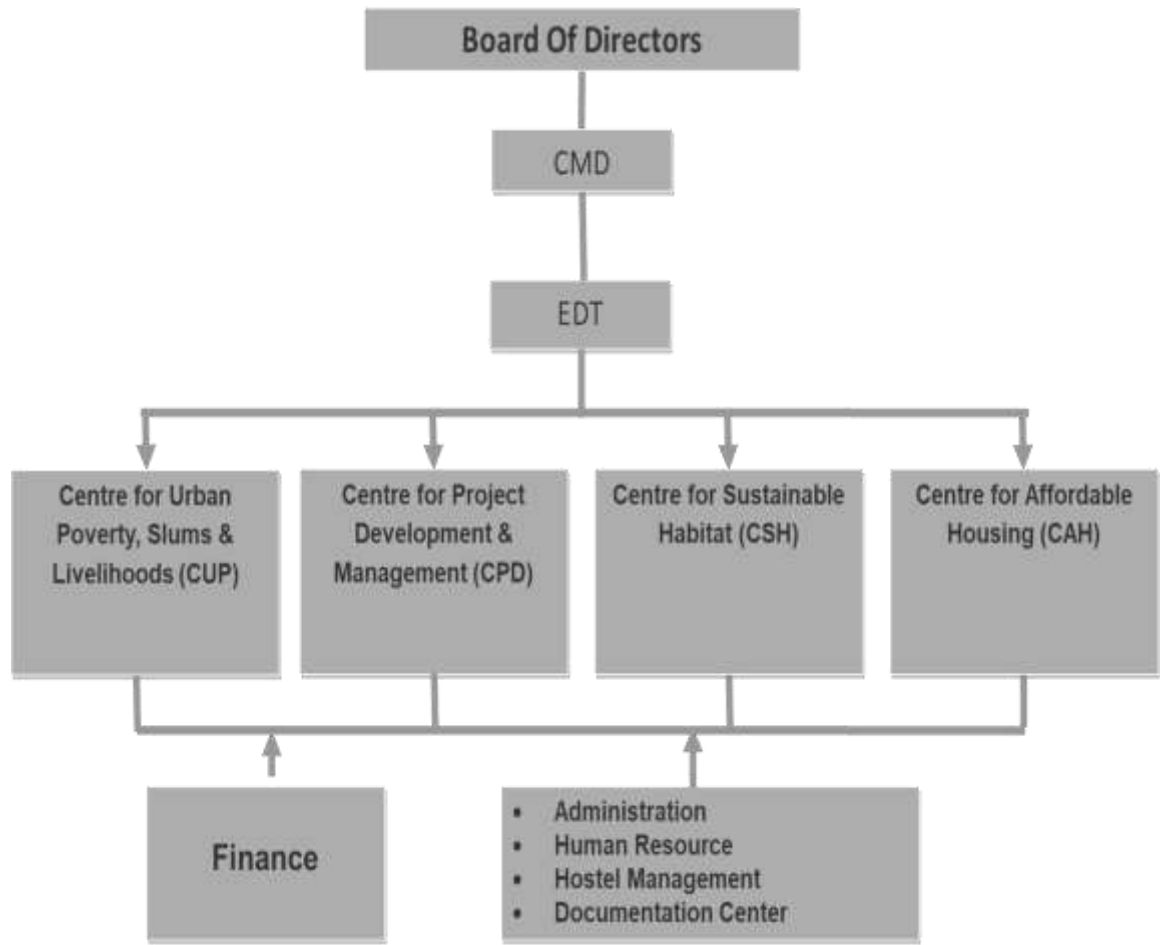 Board Of Directors
CMD
EDT
Centre for Urban
Poverty, Slums &
Livelihoods (CUP)
Centre for Project
Development &
Management (CPD)
Centre for Sustainable
Habitat (CSH)
Centre for Affordable
Housing (CAH)
Finance
• Administration
• Human Resource
• Hostel Management
• Documentation Center